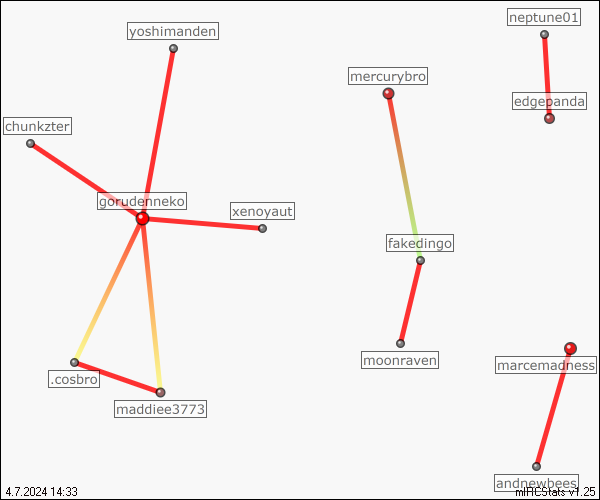 neptune01
yoshimanden
mercurybro
edgepanda
chunkzter
gorudenneko
xenoyaut
fakedingo
moonraven
marcemadness
.cosbro
maddiee3773
andnewbees
4.7.2024 14:33
mIRCStats v1.25